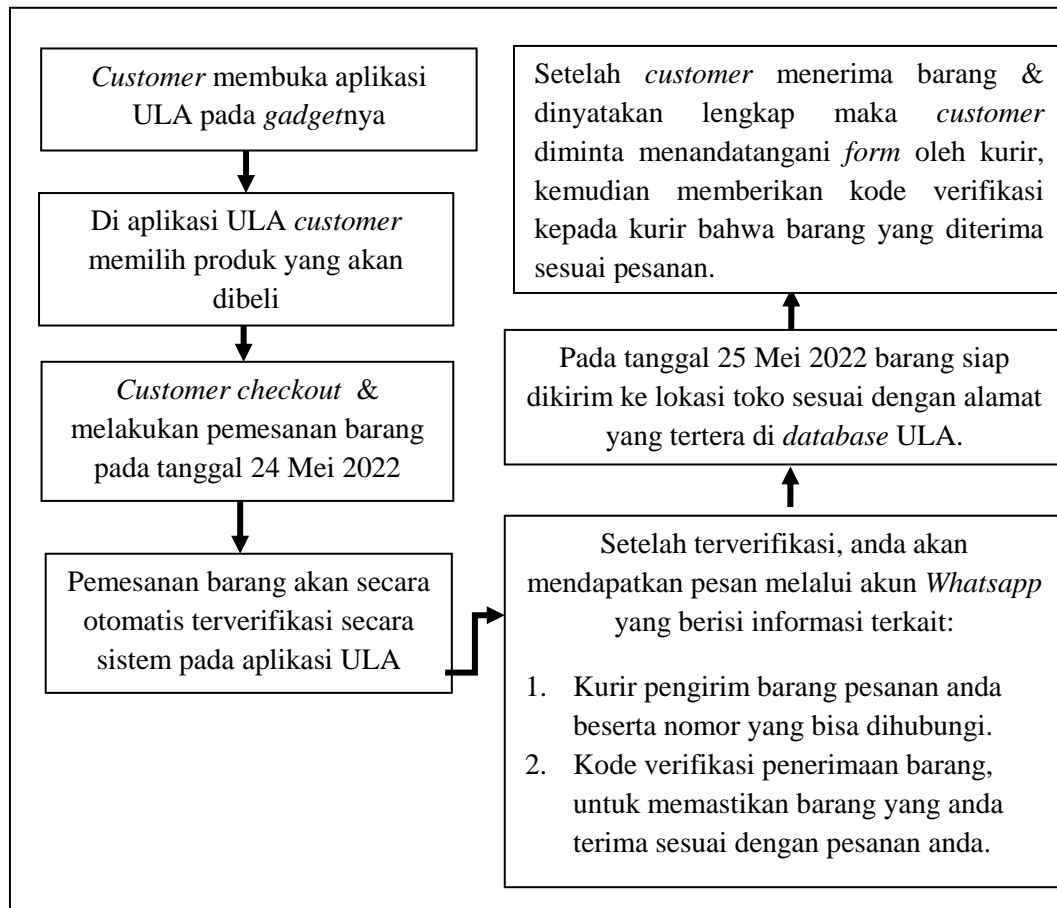 Customer membuka aplikasi
ULA pada gadgetnya
Di aplikasi ULA customer
memilih produk yang akan
dibeli
Customer checkout &
melakukan pemesanan barang
pada tanggal 24 Mei 2022
Pemesanan barang akan secara
otomatis terverifikasi secara
sistem pada aplikasi ULA
Setelah terverifikasi, anda akan
mendapatkan pesan melalui akun Whatsapp
yang berisi informasi terkait:
1. Kurir pengirim barang pesanan anda
beserta nomor yang bisa dihubungi.
2. Kode verifikasi penerimaan barang,
untuk memastikan barang yang anda
terima sesuai dengan pesanan anda.
Pada tanggal 25 Mei 2022 barang siap
dikirim ke lokasi toko sesuai dengan alamat
yang tertera di database ULA.
Setelah customer menerima barang &
dinyatakan lengkap maka customer
diminta menandatangani form oleh kurir,
kemudian memberikan kode verifikasi
kepada kurir bahwa barang yang diterima
sesuai pesanan.